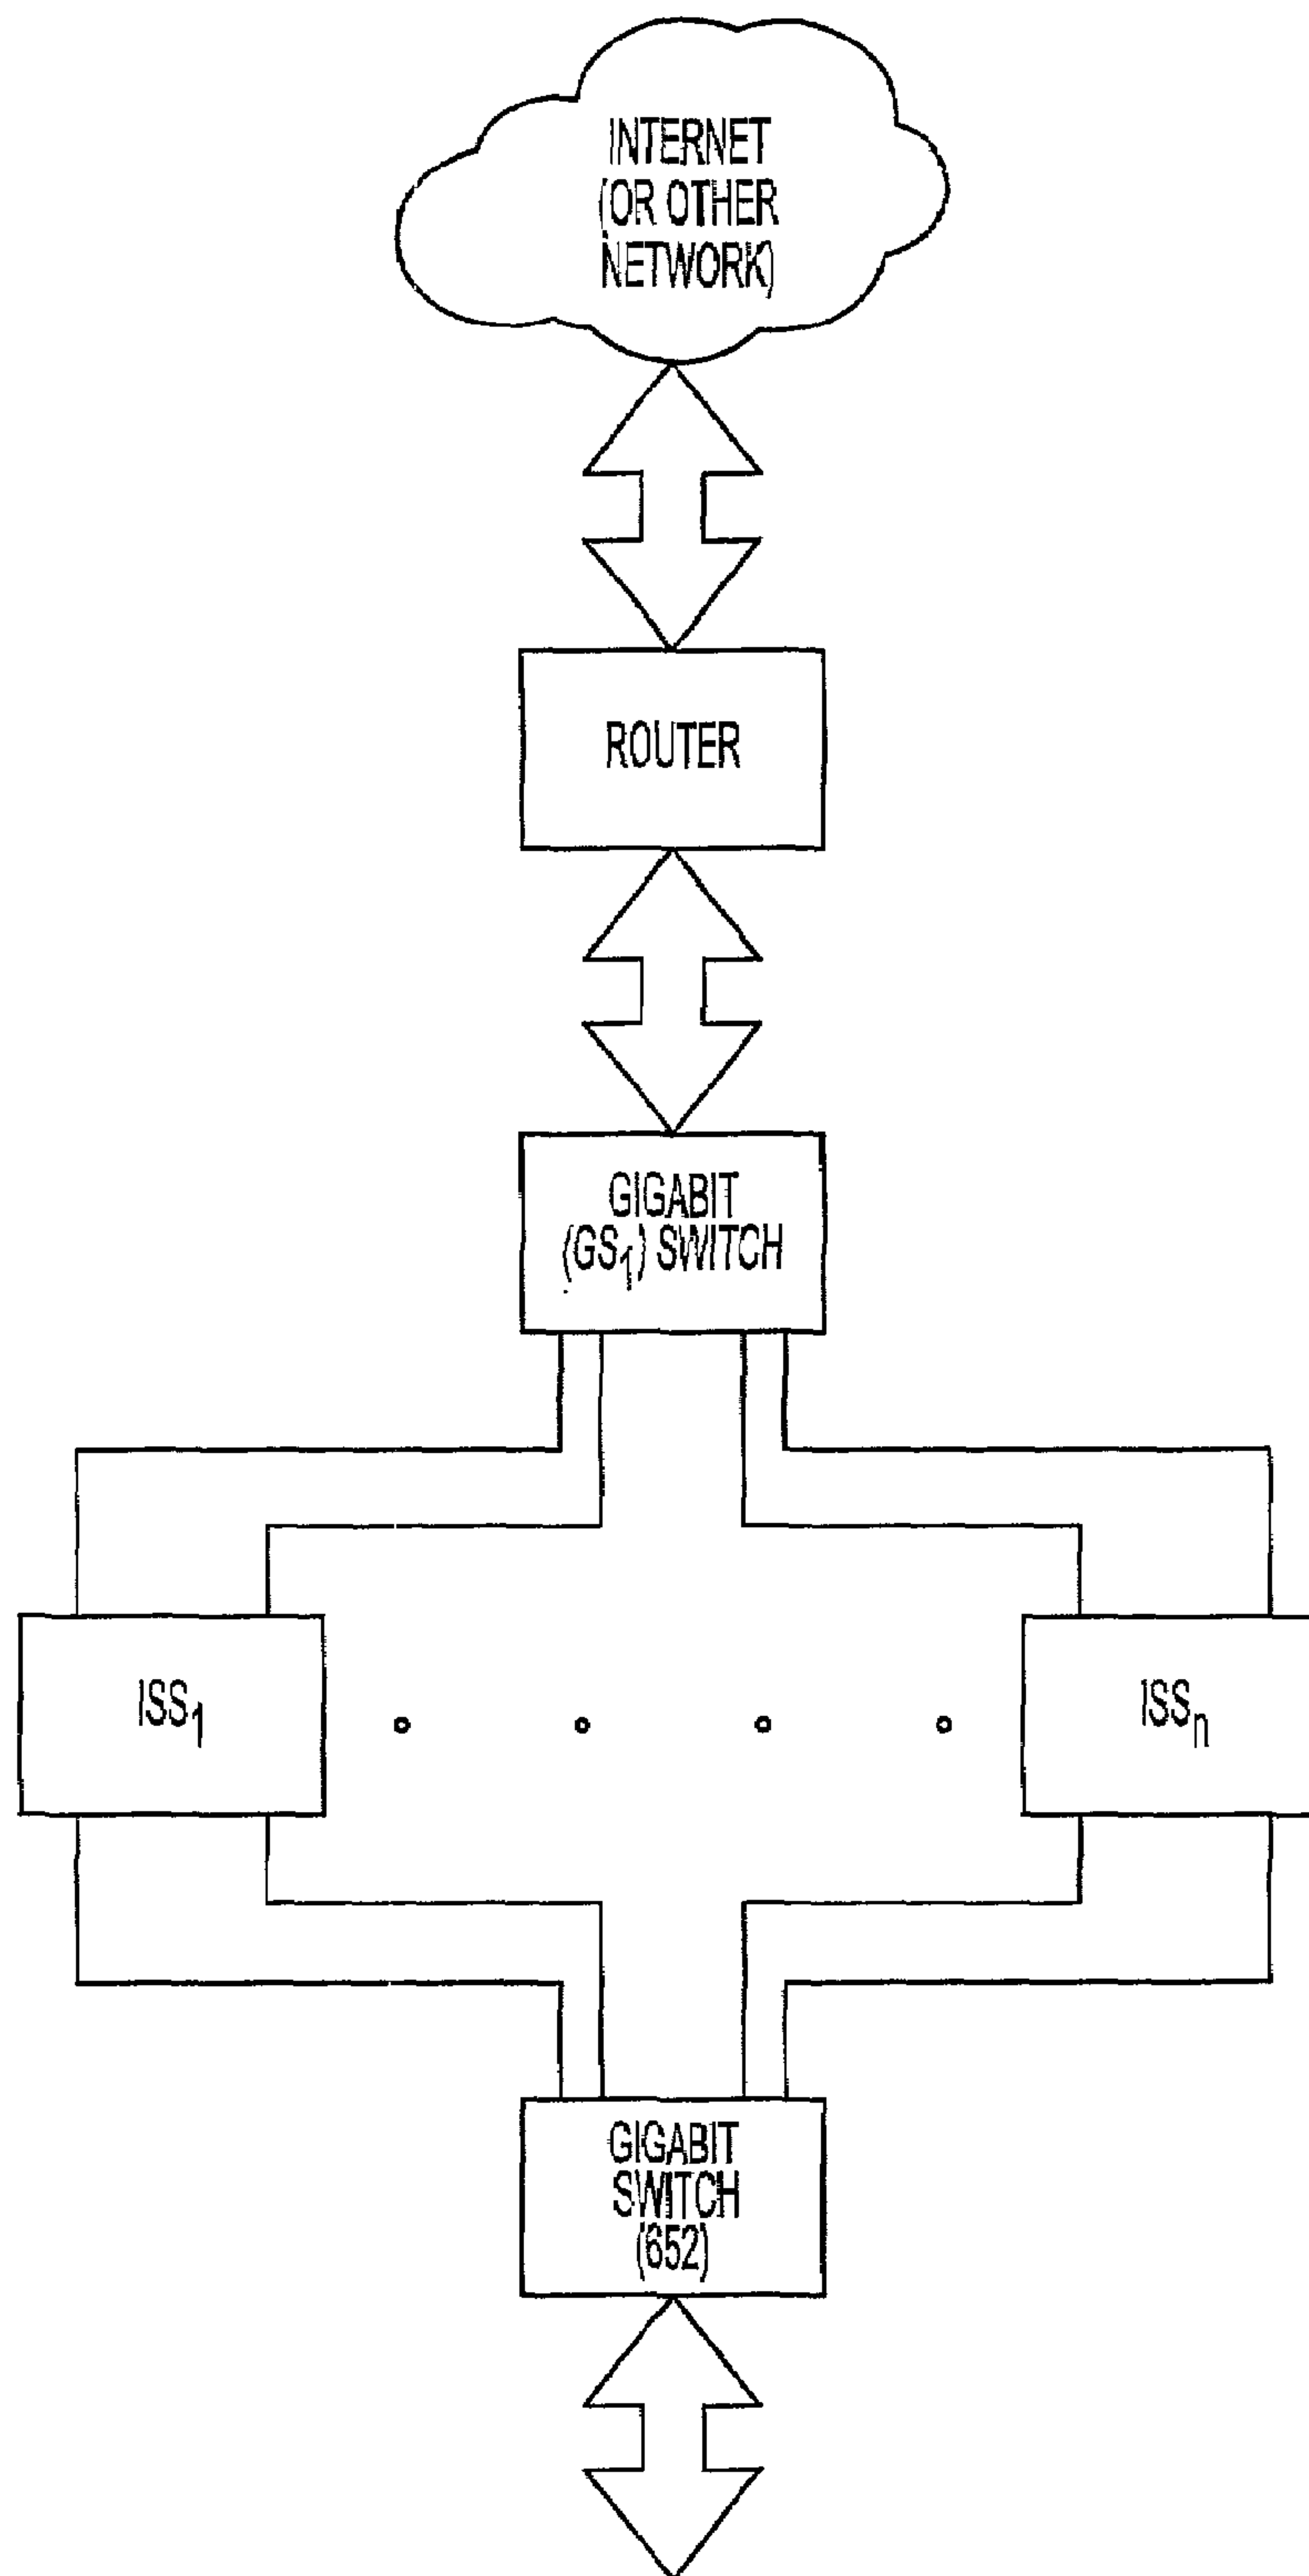 INTERNET
(OR OTHER
NETWORK)
ROUTER
GIGABIT
(GS₁) SWITCH
ISS₁
ISSₙ
GIGABIT
SWITCH
(652)